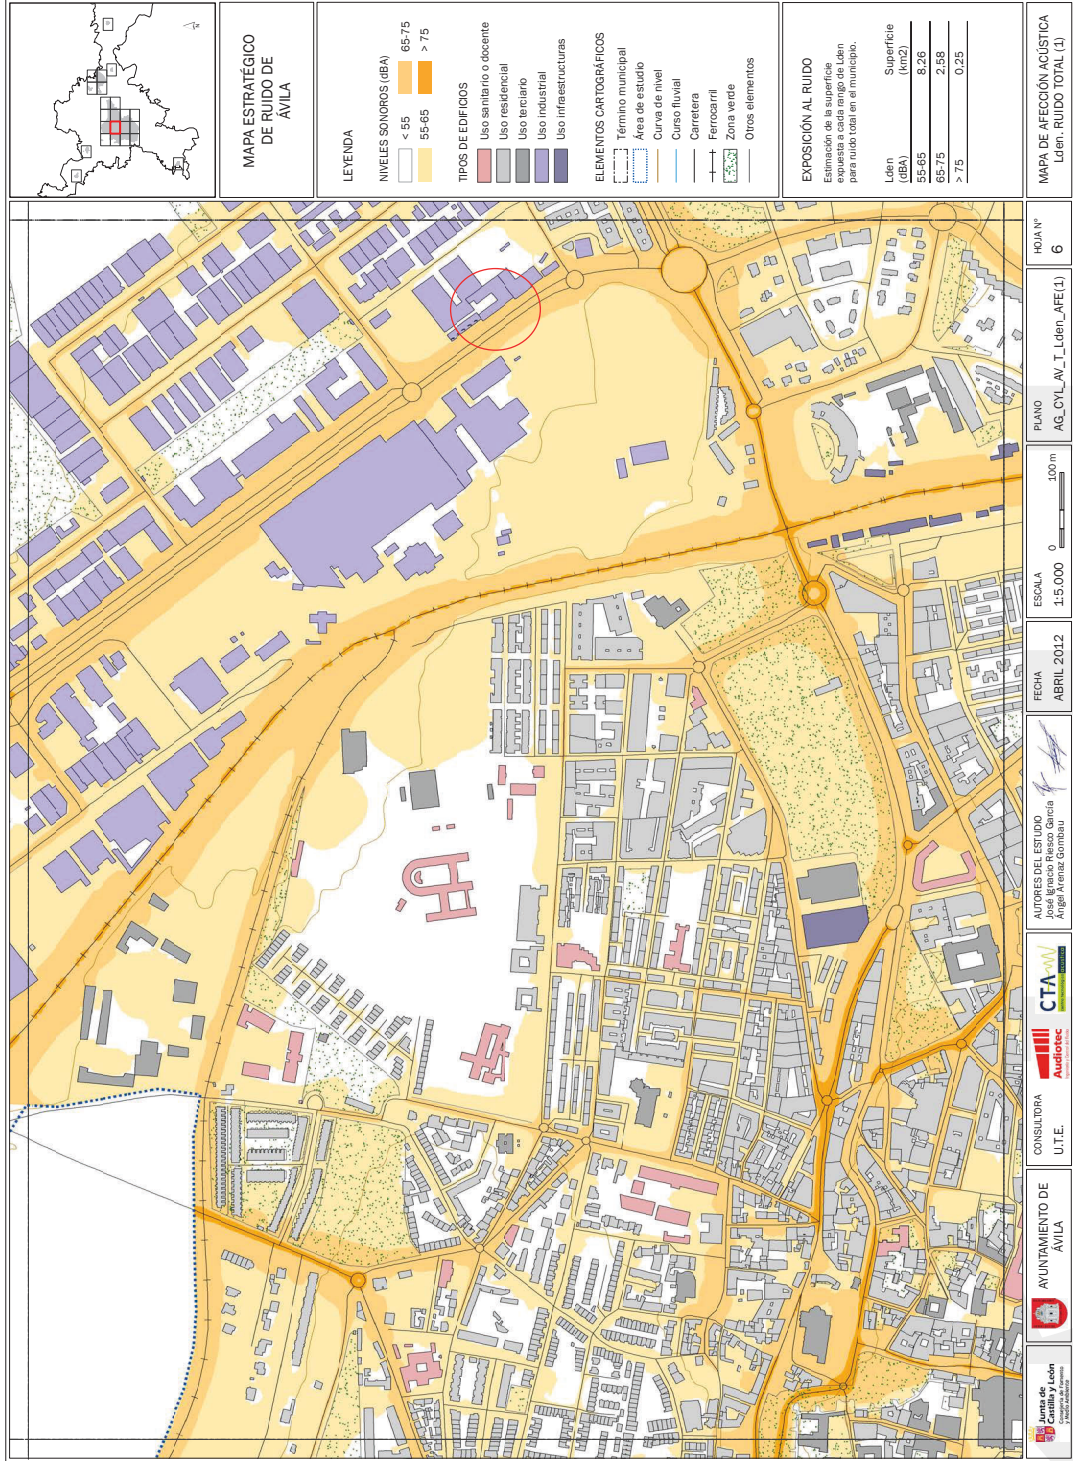 MAPA ESTRATÉGICO
DE RUIDO DE
ÁVILA
LEYENDA
NIVELES SONOROS (dBA)
< 55
65-75
55-65
> 75
TIPOS DE EDIFICIOS
Uso sanitario o docente
Uso residencial
Uso terciario
Uso industrial
Uso infraestructuras
ELEMENTOS CARTOGRÁFICOS
Término municipal
Área de estudio
Curva de nivel
Curso fluvial
Carretera
Ferrocarril
Zona verde
Otros elementos
EXPOSICIÓN AL RUIDO
Estimación de la superficie
expuesta a cada rango de Lden
para ruido total en el municipio.
Lden Superficie
(dBA) (km2)
55-65 8,26
65-75 2,58
> 75 0,25
MAPA DE AFECCIÓN ACÚSTICA
Lden. RUIDO TOTAL (1)
Junta de
Castilla y León
Consejería de Fomento
y Medio Ambiente
AYUNTAMIENTO DE
ÁVILA
CONSULTORA
U.T.E.
Audiotec
CTA
AUTORES DEL ESTUDIO
José Ignacio Riesco García
Ángel Arenaz Gombau
FECHA
ABRIL 2012
ESCALA
1:5.000
0 100 m
PLANO
AG_CYL_AV_T_Lden_AFE(1)
HOJA Nº
6